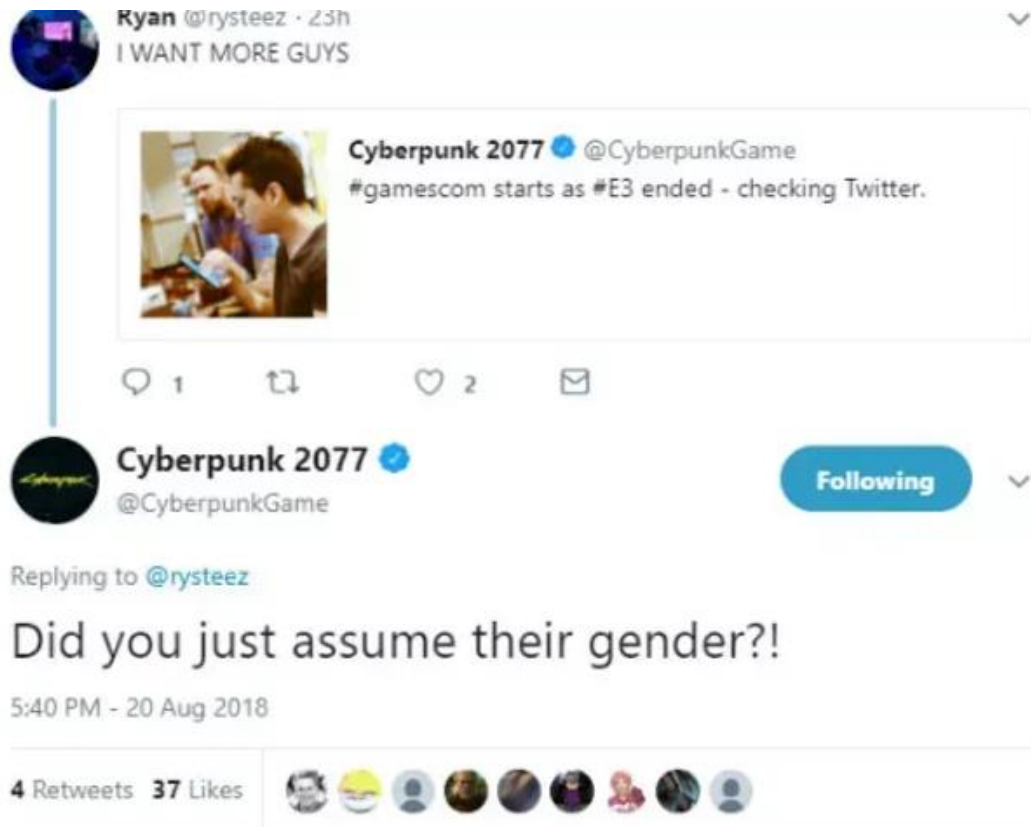 Ryan @rysteez · 23h
I WANT MORE GUYS
Cyberpunk 2077 @CyberpunkGame
#gamescom starts as #E3 ended - checking Twitter.
1 2
Cyberpunk 2077
@CyberpunkGame
Following
Replying to @rysteez
Did you just assume their gender?!
5:40 PM - 20 Aug 2018
4 Retweets 37 Likes